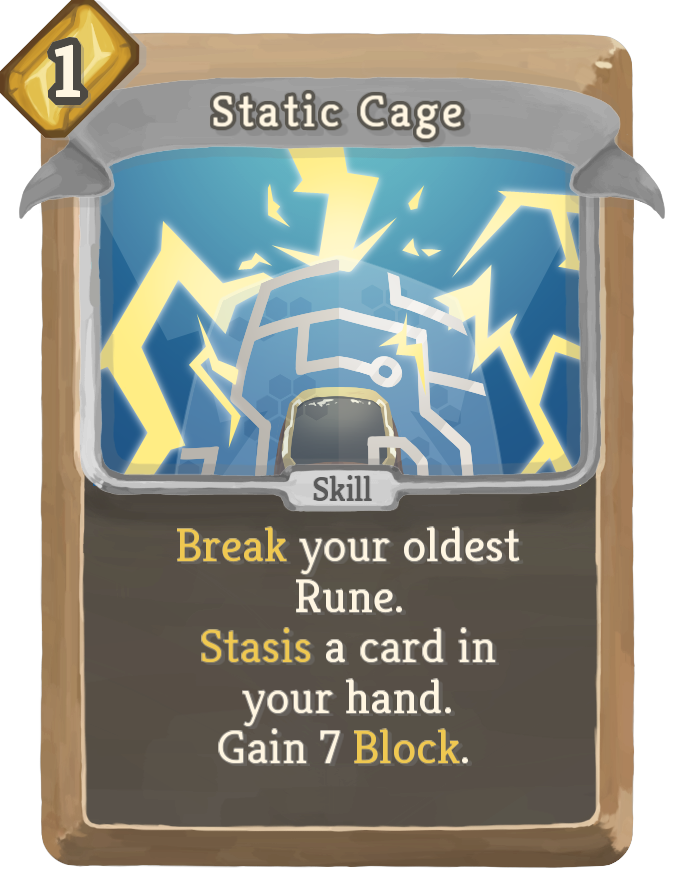 1
Static Cage
Skill
Break your oldest
Rune.
Stasis a card in
your hand.
Gain 7 Block.